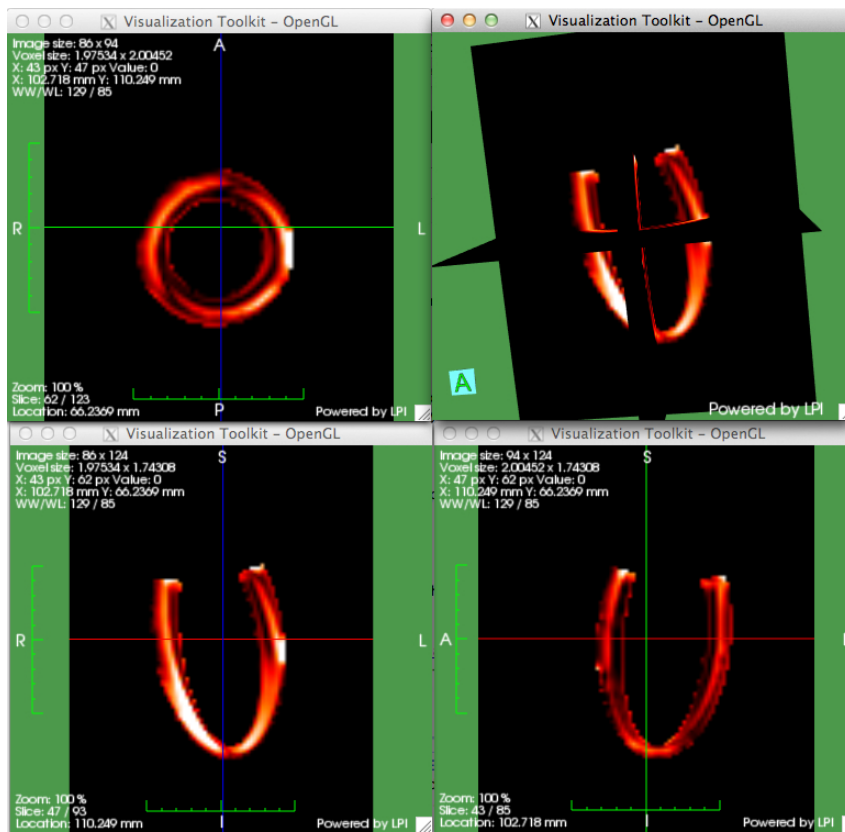 Visualization Toolkit - OpenGL
Image size: 86 x 94
Voxel size: 1.97534 x 2.00452
X: 43 px Y: 47 px Value: 0
X: 102.718 mm Y: 110.249 mm
WW/WL: 129 / 85
A
R
L
Zoom: 100 %
Slice: 62 / 123
Location: 66.2369 mm
P
Powered by LPI
Visualization Toolkit - OpenGL
A
Powered by LPI
Visualization Toolkit - OpenGL
Image size: 86 x 124
Voxel size: 1.97534 x 1.74308
X: 43 px Y: 62 px Value: 0
X: 102.718 mm Y: 66.2369 mm
WW/WL: 129 / 85
S
R
L
Zoom: 100 %
Slice: 47 / 93
Location: 110.249 mm
I
Powered by LPI
Visualization Toolkit - OpenGL
Image size: 94 x 124
Voxel size: 2.00452 x 1.74308
X: 47 px Y: 62 px Value: 0
X: 110.249 mm Y: 66.2369 mm
WW/WL: 129 / 85
S
A
Zoom: 100 %
Slice: 43 / 85
Location: 102.718 mm
I
Powered by LPI